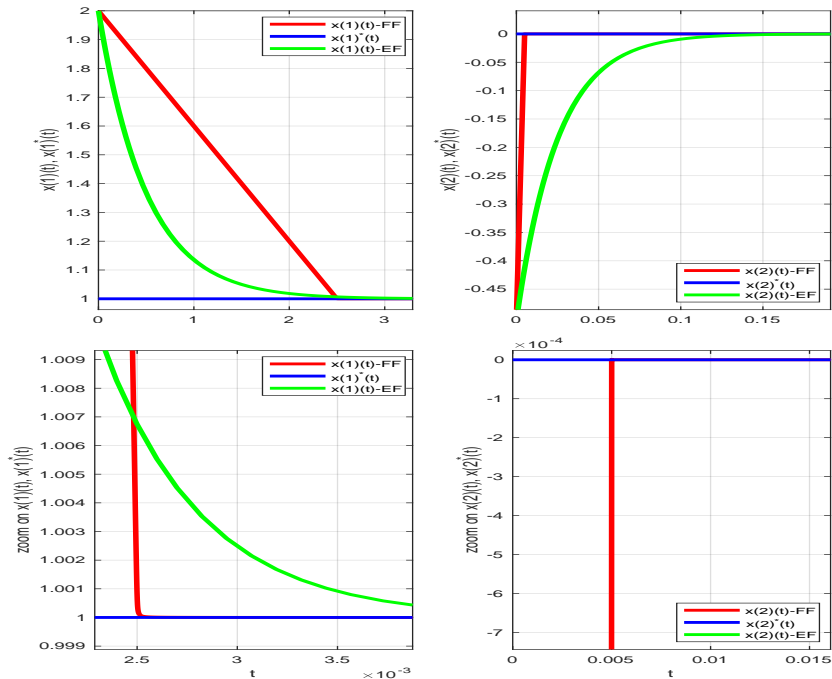 x(1)(t), x(1)*(t)
2
1.9
1.8
1.7
1.6
1.5
1.4
1.3
1.2
1.1
1
0 1 2 3
x(1)(t)-FF
x(1)*(t)
x(1)(t)-EF
x(2)(t), x(2)*(t)
0
-0.05
-0.1
-0.15
-0.2
-0.25
-0.3
-0.35
-0.4
-0.45
0 0.05 0.1 0.15
x(2)(t)-FF
x(2)*(t)
x(2)(t)-EF
zoom on x(1)(t), x(1)*(t)
1.009
1.008
1.007
1.006
1.005
1.004
1.003
1.002
1.001
1
0.999
2.5 3 3.5
t
×10⁻³
x(1)(t)-FF
x(1)*(t)
x(1)(t)-EF
×10⁻⁴
zoom on x(2)(t), x(2)*(t)
0
-1
-2
-3
-4
-5
-6
-7
0 0.005 0.01 0.015
t
x(2)(t)-FF
x(2)*(t)
x(2)(t)-EF